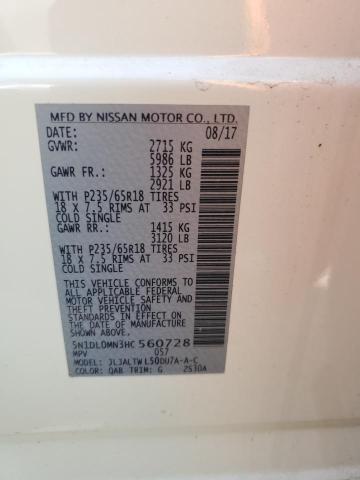 MFD BY NISSAN MOTOR CO., LTD.
DATE: 08/17
GVWR: 2715 KG
5986 LB
GAWR FR.: 1325 KG
2921 LB
WITH P235/65R18 TIRES
18 X 7.5 RIMS AT 33 PSI
COLD SINGLE
GAWR RR.: 1415 KG
3120 LB
WITH P235/65R18 TIRES
18 X 7.5 RIMS AT 33 PSI
COLD SINGLE
THIS VEHICLE CONFORMS TO
ALL APPLICABLE FEDERAL
MOTOR VEHICLE SAFETY AND
THEFT PREVENTION
STANDARDS IN EFFECT ON
THE DATE OF MANUFACTURE
SHOWN ABOVE.
5N1DL0MN3HC560728
MPV 057
MODEL: JLJALTWL50DU7A-A-C
COLOR: QAB TRIM: G 2530A